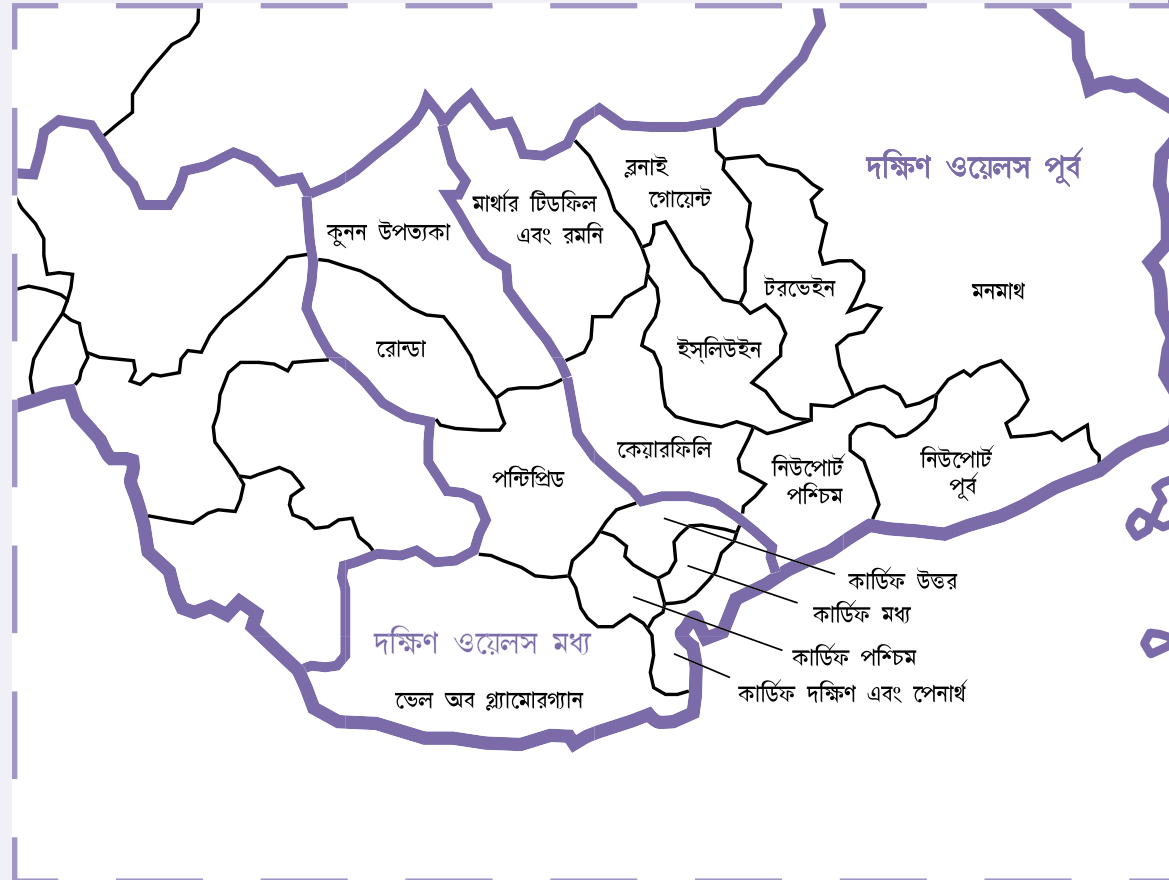 দক্ষিণ ওয়েলস পূর্ব
ব্লনাই
গোয়েন্ট
মার্থার টিডফিল
এবং রমনি
কুনন উপত্যকা
টরভেইন
মনমাথ
রোন্ডা
ইস্‌লিউইন
কেয়ারফিলি
নিউপোর্ট
পশ্চিম
নিউপোর্ট
পূর্ব
পন্টিপ্রিড
কার্ডিফ উত্তর
কার্ডিফ মধ্য
দক্ষিণ ওয়েলস মধ্য
কার্ডিফ পশ্চিম
কার্ডিফ দক্ষিণ এবং পেনার্থ
ভেল অব গ্ল্যামোরগ্যান